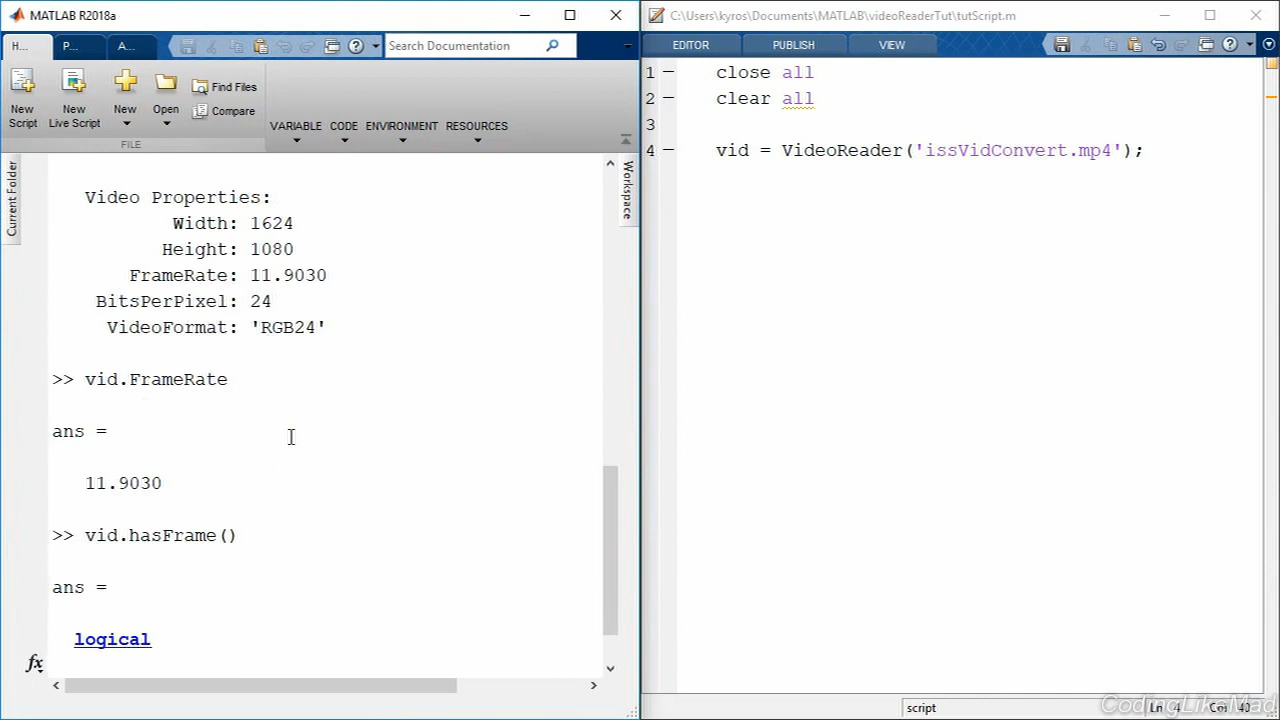 MATLAB R2018a
H... P... A...
Search Documentation
New Script
New Live Script
New
Open
Find Files
Compare
FILE
VARIABLE CODE ENVIRONMENT RESOURCES
Current Folder
Workspace
Video Properties:
Width: 1624
Height: 1080
FrameRate: 11.9030
BitsPerPixel: 24
VideoFormat: 'RGB24'
>> vid.FrameRate
ans =
11.9030
>> vid.hasFrame()
ans =
logical
fx
C:\Users\kyros\Documents\MATLAB\videoReaderTut\tutScript.m
EDITOR PUBLISH VIEW
1 close all
2 clear all
3
4 vid = VideoReader('issVidConvert.mp4');
script
Ln 4 Col 40
CodingLikeMad